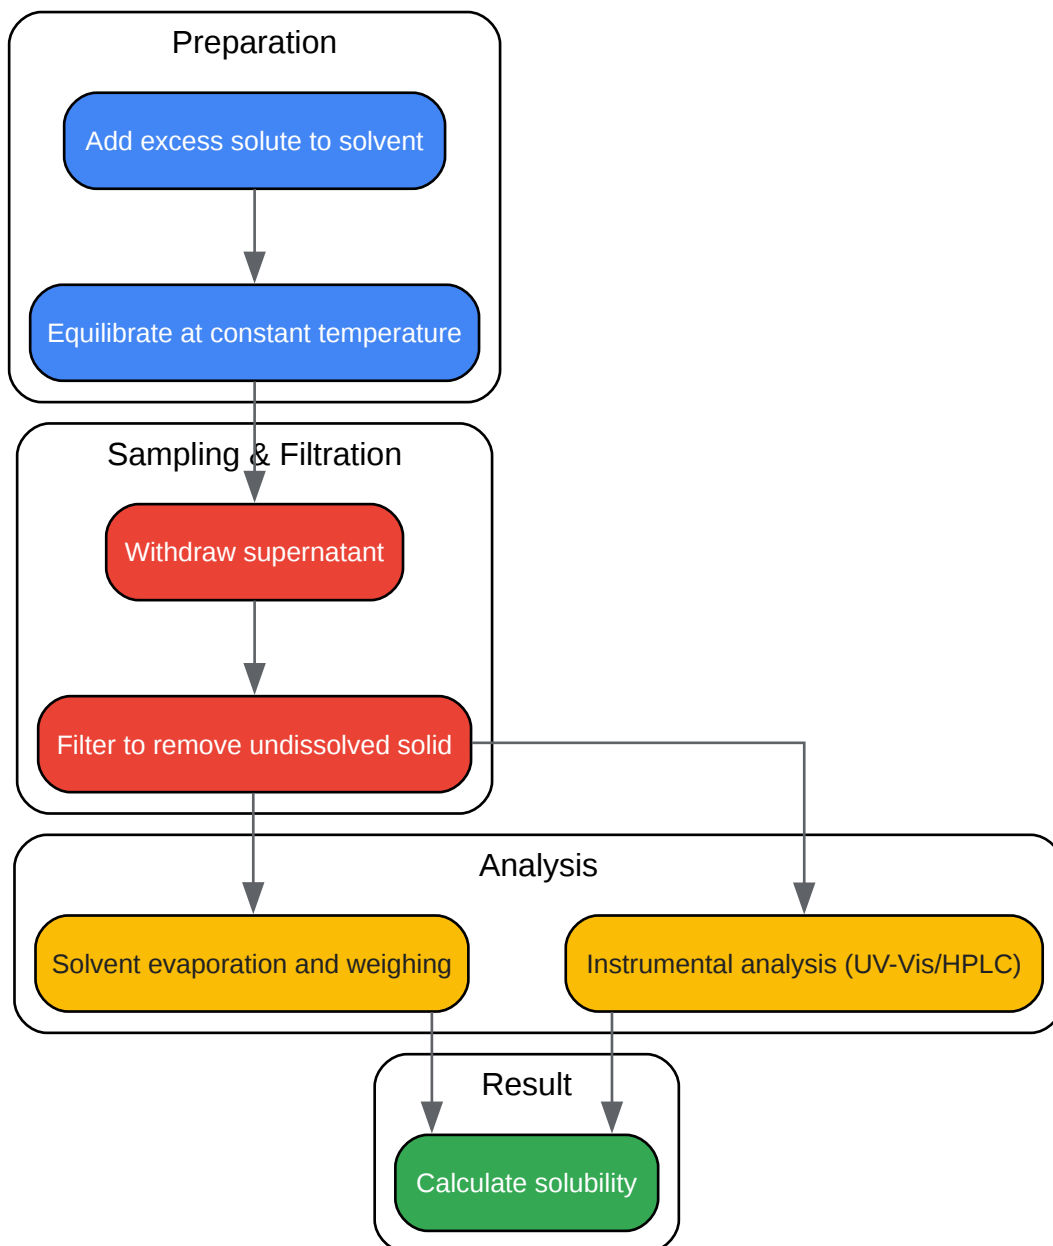 Preparation
Add excess solute to solvent
Equilibrate at constant temperature
Sampling & Filtration
Withdraw supernatant
Filter to remove undissolved solid
Analysis
Solvent evaporation and weighing
Instrumental analysis (UV-Vis/HPLC)
Result
Calculate solubility